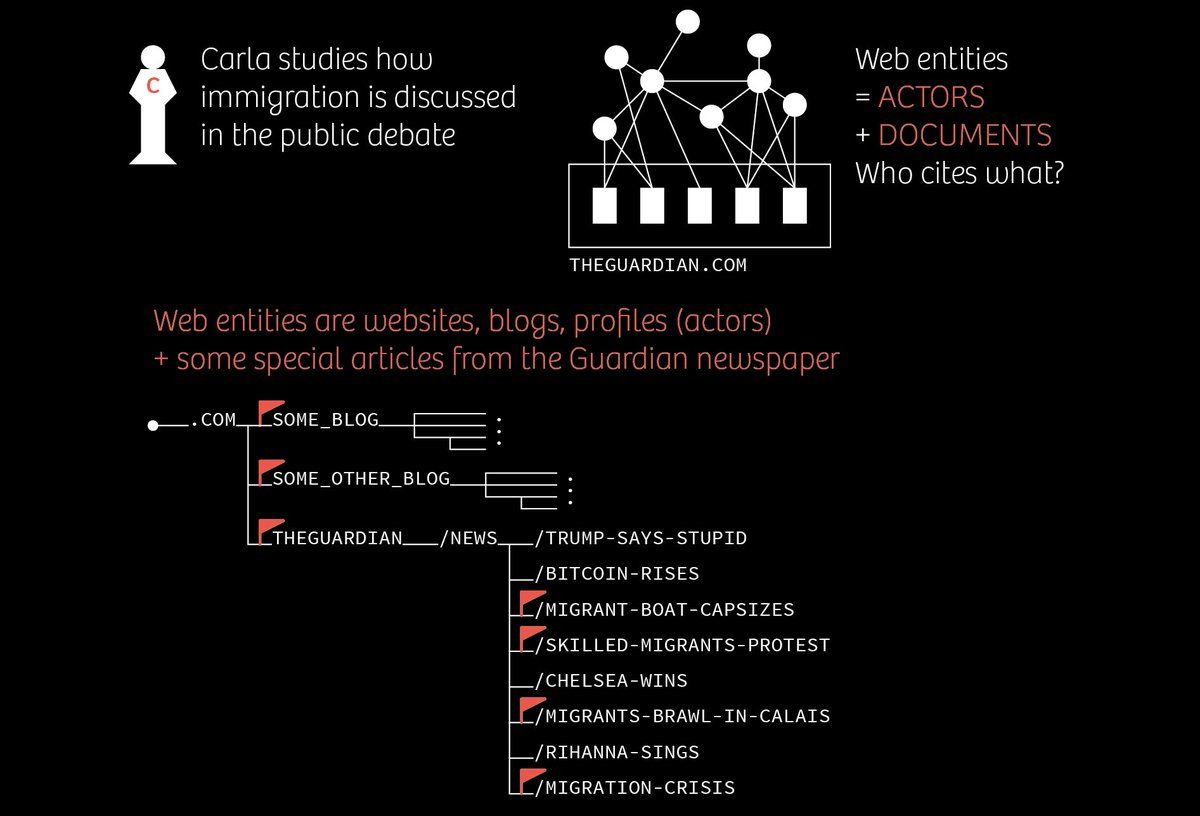 C
Carla studies how
immigration is discussed
in the public debate
Web entities
= ACTORS
+ DOCUMENTS
Who cites what?
THEGUARDIAN.COM
Web entities are websites, blogs, profiles (actors)
+ some special articles from the Guardian newspaper
.COM SOME_BLOG
SOME_OTHER_BLOG
THEGUARDIAN /NEWS /TRUMP-SAYS-STUPID
/BITCOIN-RISES
/MIGRANT-BOAT-CAPSIZES
/SKILLED-MIGRANTS-PROTEST
/CHELSEA-WINS
/MIGRANTS-BRAWL-IN-CALAIS
/RIHANNA-SINGS
/MIGRATION-CRISIS